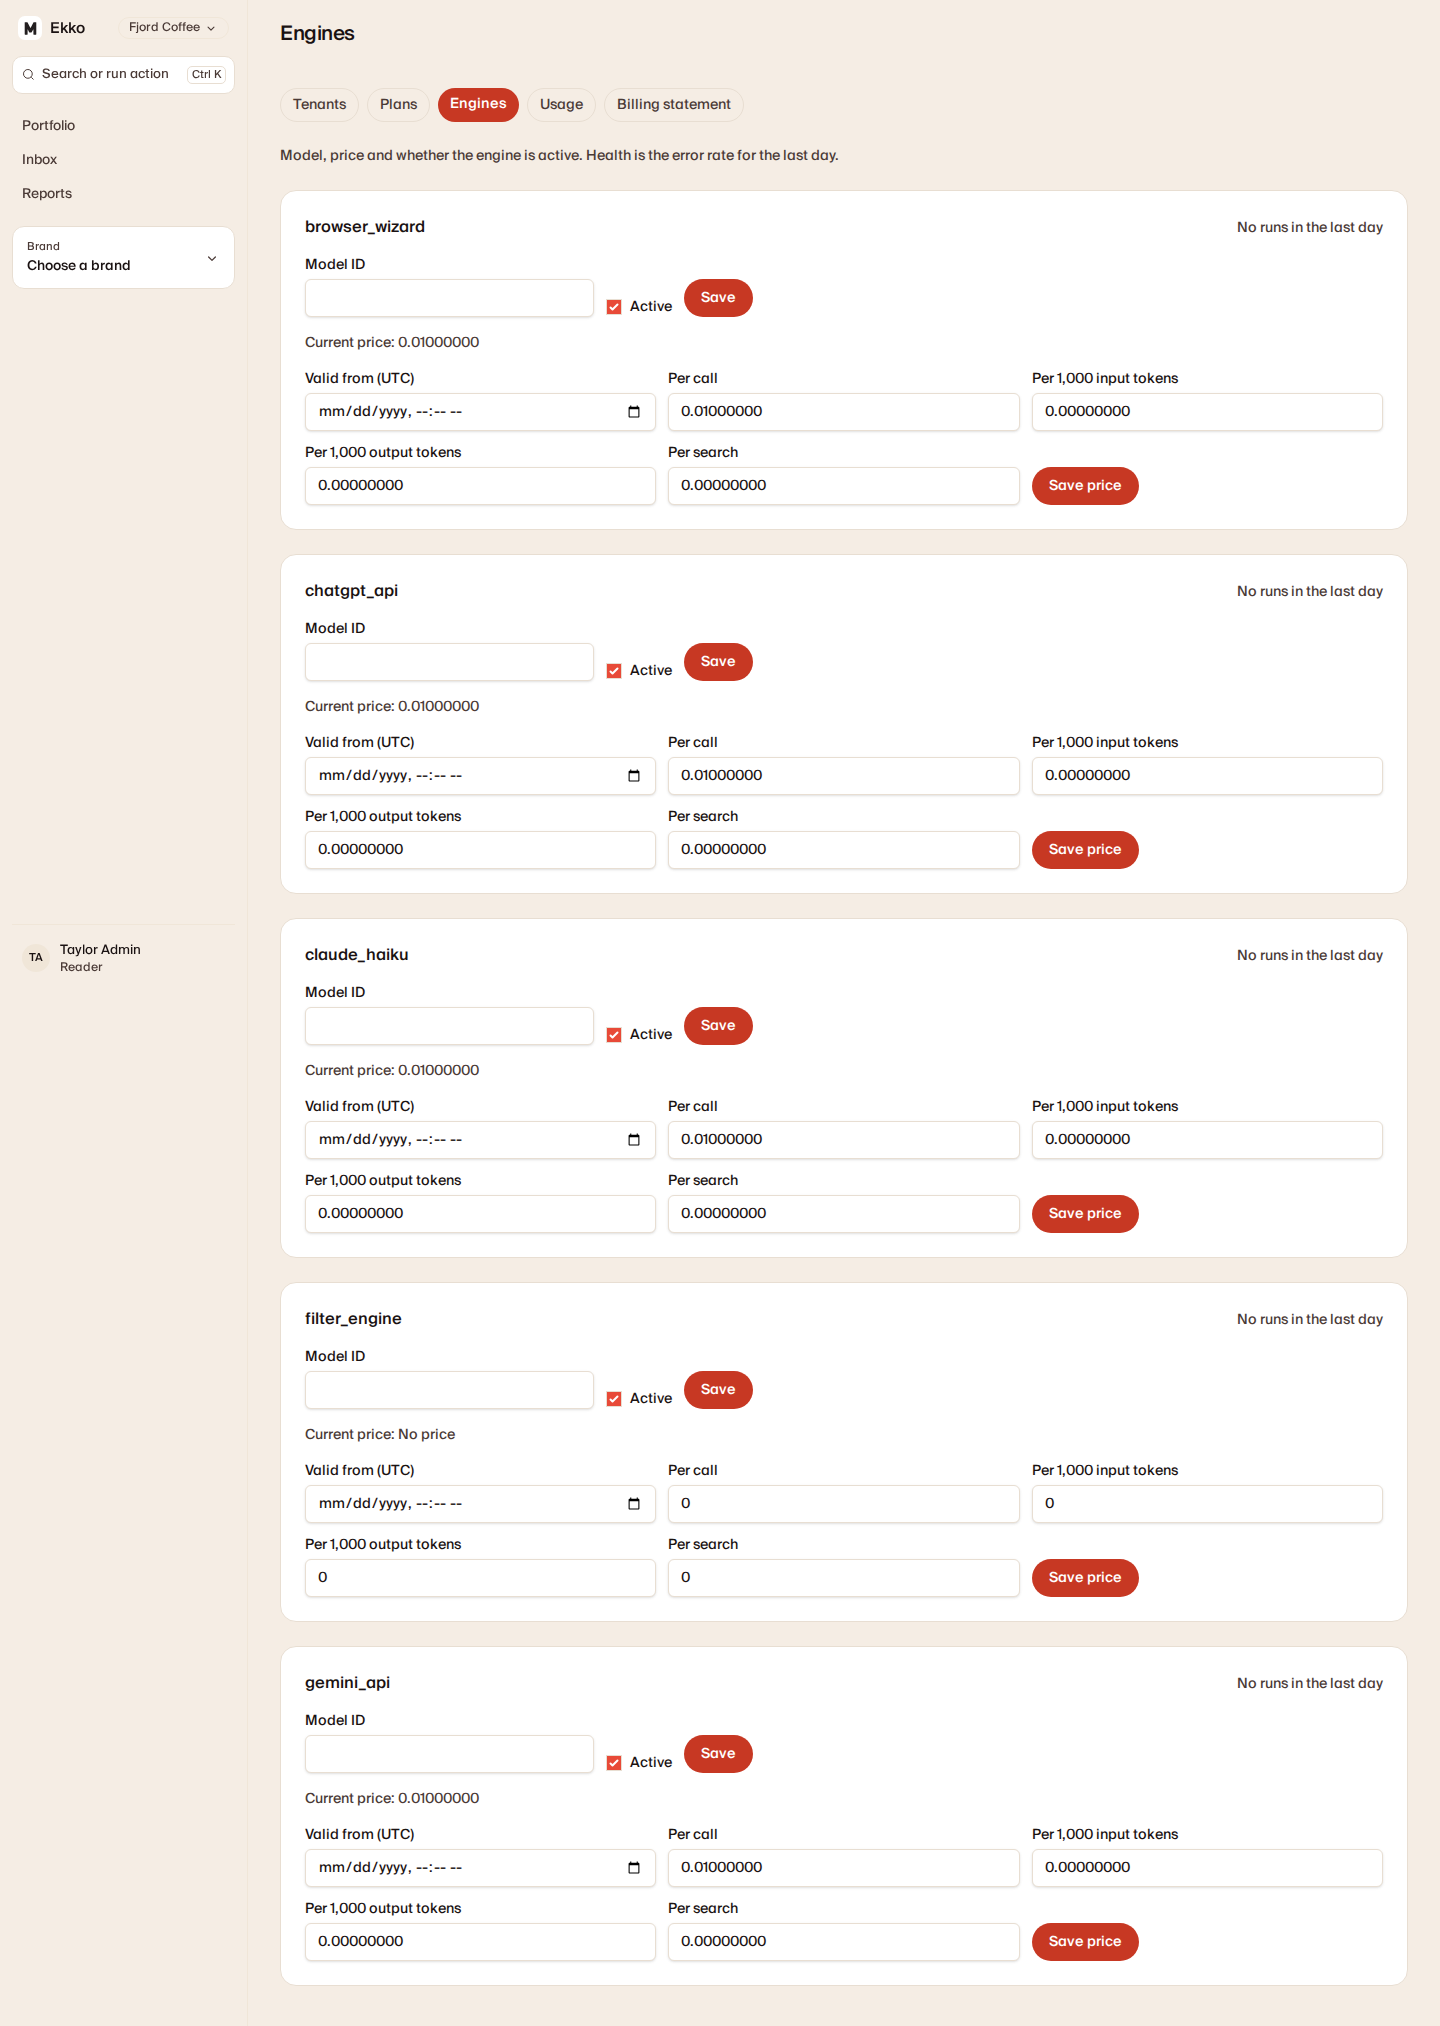 Ekko
Fjord Coffee
Search or run action
Ctrl K
Portfolio
Inbox
Reports
Brand
Choose a brand
TA
Taylor Admin
Reader
Engines
Tenants
Plans
Engines
Usage
Billing statement
Model, price and whether the engine is active. Health is the error rate for the last day.
browser_wizard
No runs in the last day
Model ID
Active
Save
Current price: 0.01000000
Valid from (UTC)
Per call
Per 1,000 input tokens
mm/dd/yyyy, --:-- --
0.01000000
0.00000000
Per 1,000 output tokens
Per search
0.00000000
0.00000000
Save price
chatgpt_api
No runs in the last day
Model ID
Active
Save
Current price: 0.01000000
Valid from (UTC)
Per call
Per 1,000 input tokens
mm/dd/yyyy, --:-- --
0.01000000
0.00000000
Per 1,000 output tokens
Per search
0.00000000
0.00000000
Save price
claude_haiku
No runs in the last day
Model ID
Active
Save
Current price: 0.01000000
Valid from (UTC)
Per call
Per 1,000 input tokens
mm/dd/yyyy, --:-- --
0.01000000
0.00000000
Per 1,000 output tokens
Per search
0.00000000
0.00000000
Save price
filter_engine
No runs in the last day
Model ID
Active
Save
Current price: No price
Valid from (UTC)
Per call
Per 1,000 input tokens
mm/dd/yyyy, --:-- --
0
0
Per 1,000 output tokens
Per search
0
0
Save price
gemini_api
No runs in the last day
Model ID
Active
Save
Current price: 0.01000000
Valid from (UTC)
Per call
Per 1,000 input tokens
mm/dd/yyyy, --:-- --
0.01000000
0.00000000
Per 1,000 output tokens
Per search
0.00000000
0.00000000
Save price